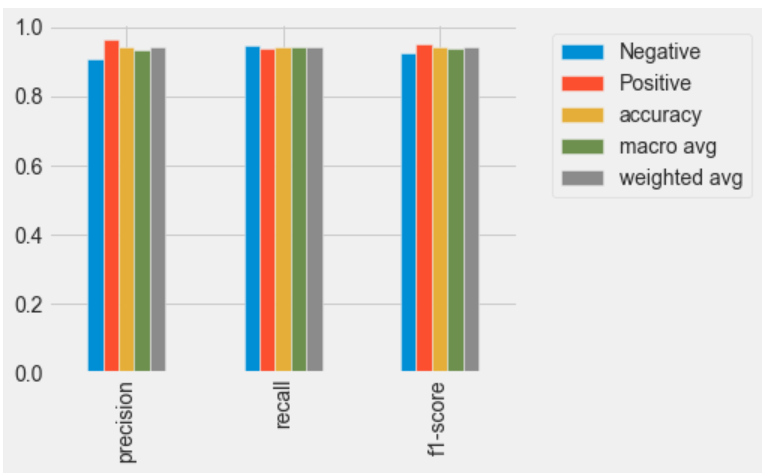 1.0
0.8
0.6
0.4
0.2
0.0
precision
recall
f1-score
Negative
Positive
accuracy
macro avg
weighted avg